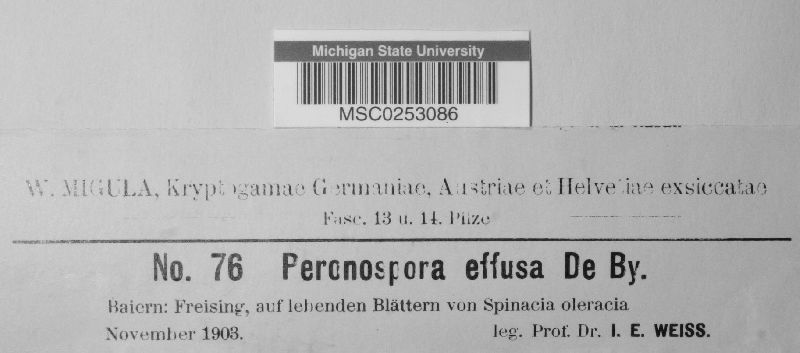 Michigan State University
MSC0253086
W. MIGULA, Kryptogamae Germaniae, Austriae et Helvetiae exsiccatae
Fasc. 13 u. 14. Pilze
No. 76 Peronospora effusa De By.
Baiern: Freising, auf lebenden Blättern von Spinacia oleracia
November 1903. leg. Prof. Dr. I. E. WEISS.